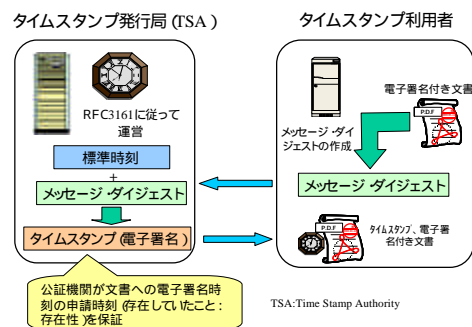 タイムスタンプ発行局(TSA)
RFC3161に従って
運営
標準時刻
+
メッセージ・ダイジェスト
タイムスタンプ(電子署名)
公証機関が文書への電子署名時
刻の申請時刻(存在していたこと:
存在性)を保証
タイムスタンプ利用者
電子署名付き文書
P.D.F
メッセージ・ダイ
ジェストの作成
メッセージ・ダイジェスト
P.D.F
タイムスタンプ、電子署
名付き文書
TSA:Time Stamp Authority